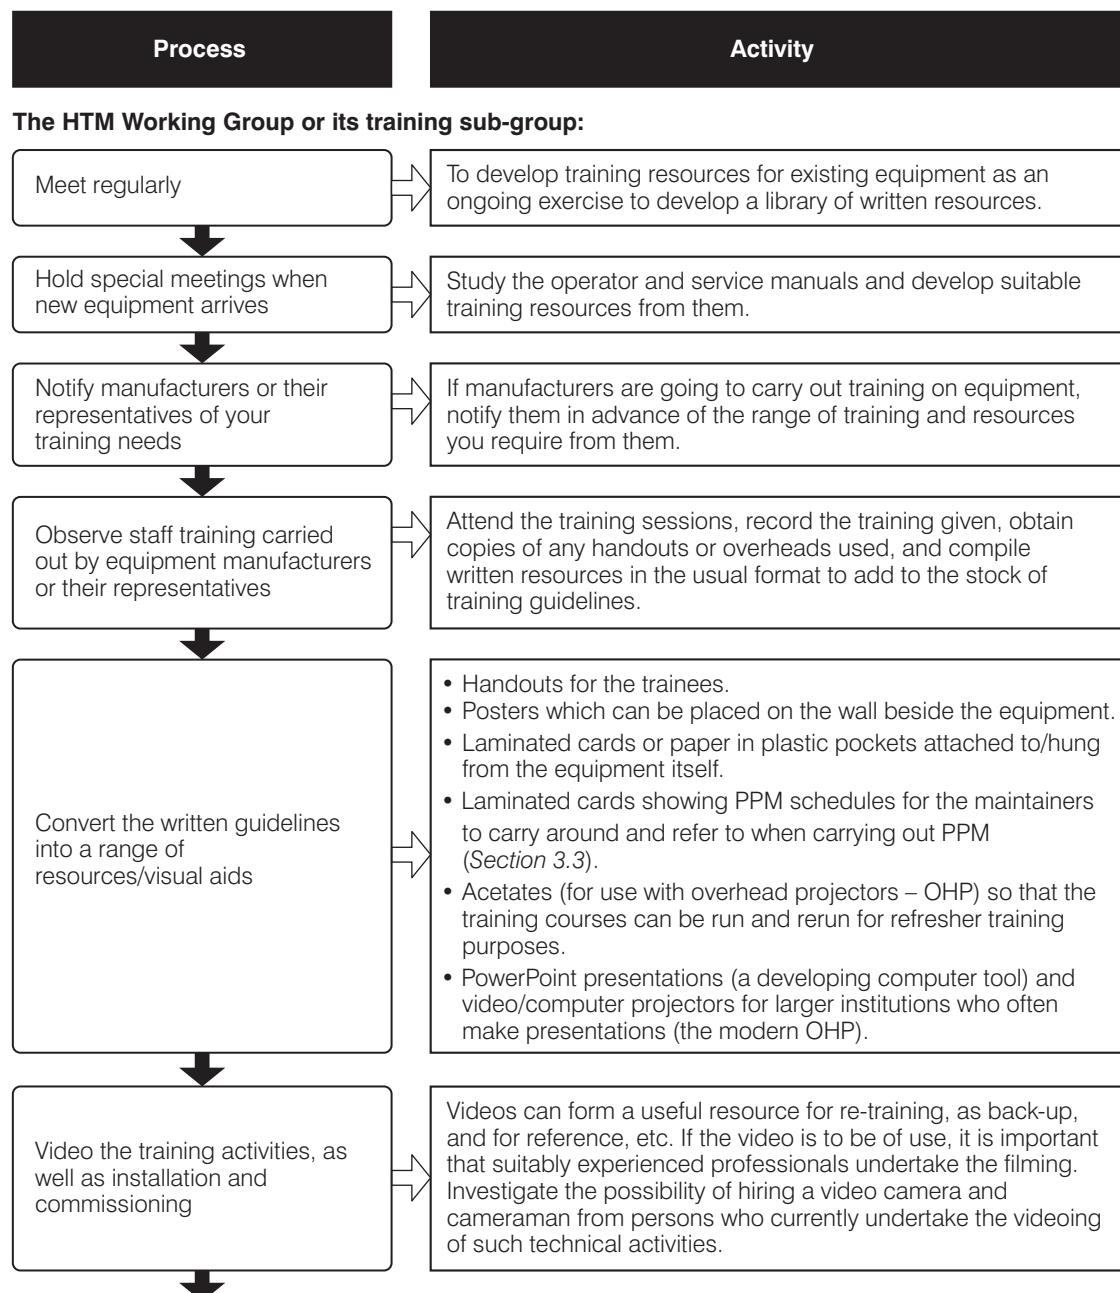 Process
Activity
The HTM Working Group or its training sub-group:
Meet regularly
To develop training resources for existing equipment as an
ongoing exercise to develop a library of written resources.
Hold special meetings when
new equipment arrives
Study the operator and service manuals and develop suitable
training resources from them.
Notify manufacturers or their
representatives of your
training needs
If manufacturers are going to carry out training on equipment,
notify them in advance of the range of training and resources
you require from them.
Observe staff training carried
out by equipment manufacturers
or their representatives
Attend the training sessions, record the training given, obtain
copies of any handouts or overheads used, and compile
written resources in the usual format to add to the stock of
training guidelines.
Convert the written guidelines
into a range of
resources/visual aids
• Handouts for the trainees.
• Posters which can be placed on the wall beside the equipment.
• Laminated cards or paper in plastic pockets attached to/hung
from the equipment itself.
• Laminated cards showing PPM schedules for the maintainers
to carry around and refer to when carrying out PPM
(Section 3.3).
• Acetates (for use with overhead projectors – OHP) so that the
training courses can be run and rerun for refresher training
purposes.
• PowerPoint presentations (a developing computer tool) and
video/computer projectors for larger institutions who often
make presentations (the modern OHP).
Video the training activities, as
well as installation and
commissioning
Videos can form a useful resource for re-training, as back-up,
and for reference, etc. If the video is to be of use, it is important
that suitably experienced professionals undertake the filming.
Investigate the possibility of hiring a video camera and
cameraman from persons who currently undertake the videoing
of such technical activities.